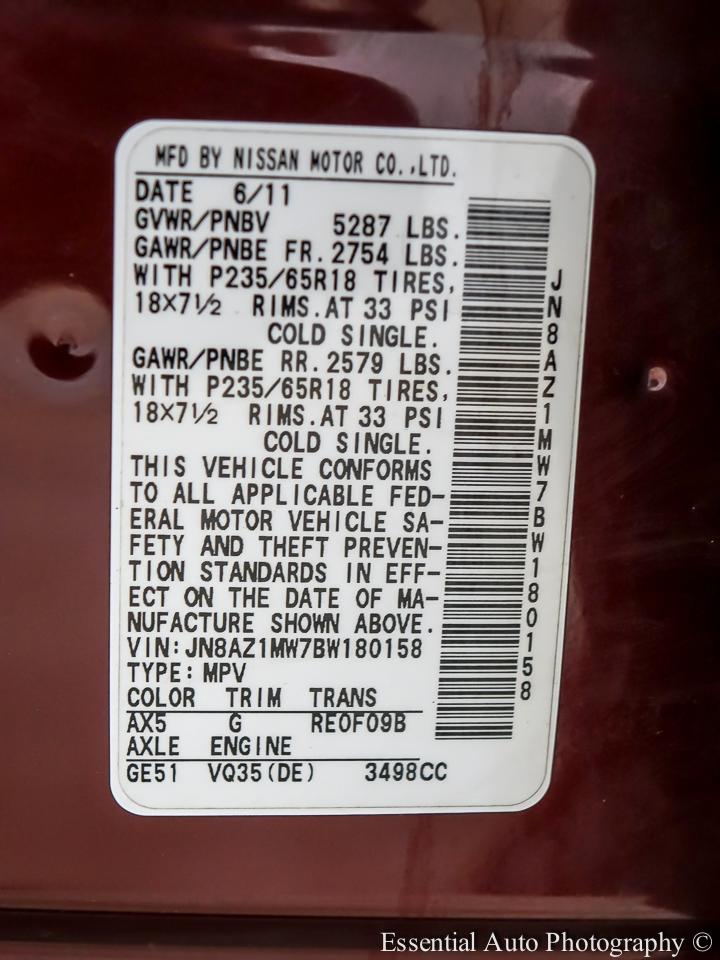 MFD BY NISSAN MOTOR CO.,LTD.
DATE 6/11
GVWR/PNBV 5287 LBS.
GAWR/PNBE FR. 2754 LBS.
WITH P235/65R18 TIRES,
18X7½ RIMS. AT 33 PSI
COLD SINGLE.
GAWR/PNBE RR. 2579 LBS.
WITH P235/65R18 TIRES,
18X7½ RIMS. AT 33 PSI
COLD SINGLE.
THIS VEHICLE CONFORMS
TO ALL APPLICABLE FED-
ERAL MOTOR VEHICLE SA-
FETY AND THEFT PREVEN-
TION STANDARDS IN EFF-
ECT ON THE DATE OF MA-
NUFACTURE SHOWN ABOVE.
VIN: JN8AZ1MW7BW180158
TYPE: MPV
COLOR TRIM TRANS
AX5 G RE0F09B
AXLE ENGINE
GE51 VQ35(DE) 3498CC
JN8AZ1MW7BW180158
Essential Auto Photography ©